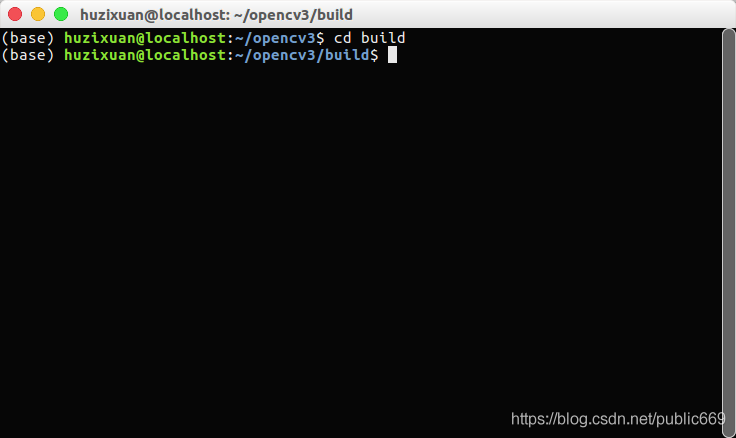 huzixuan@localhost: ~/opencv3/build
(base) huzixuan@localhost:~/opencv3$ cd build
(base) huzixuan@localhost:~/opencv3/build$
https://blog.csdn.net/public669